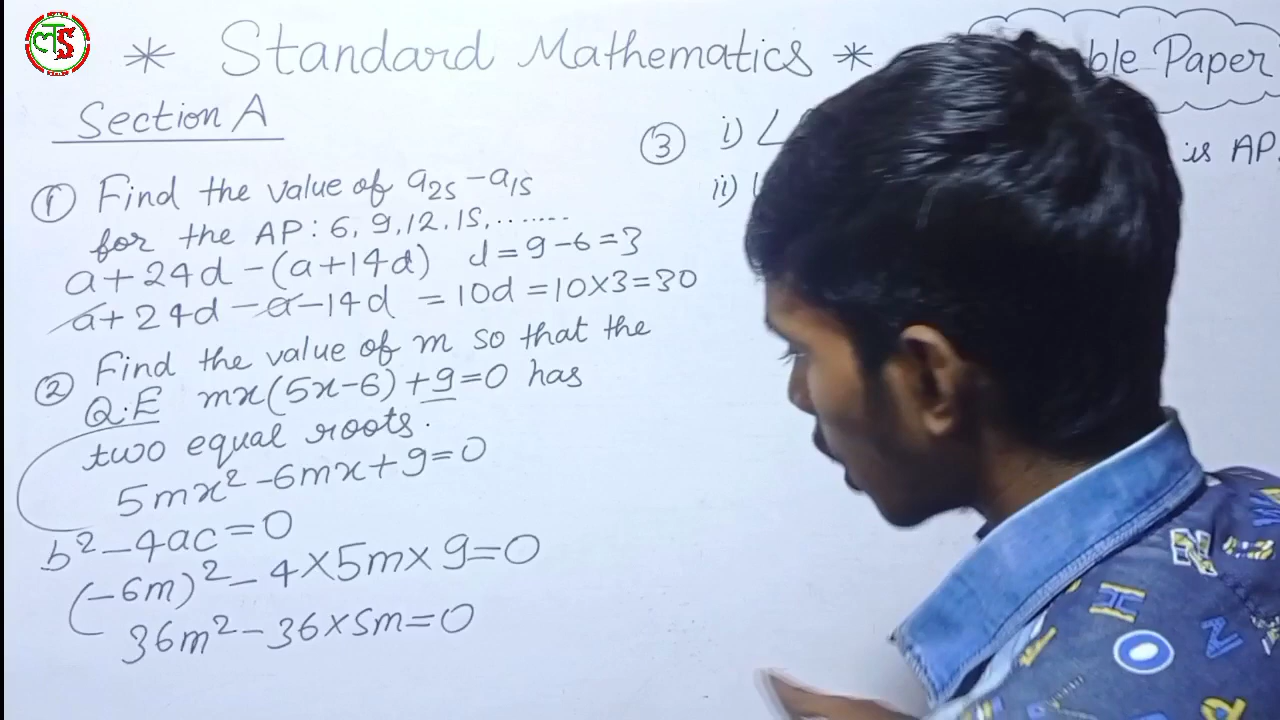 लS
* Standard Mathematics *
ble Paper
Section A
① Find the value of a₂₅ - a₁₅
for the AP: 6, 9, 12, 15, .......
a + 24d - (a + 14d) d = 9 - 6 = 3
a + 24d - a - 14d = 10d = 10 × 3 = 30
② Find the value of m so that the
Q.E mx(5x - 6) + 9 = 0 has
two equal roots.
5mx² - 6mx + 9 = 0
b² - 4ac = 0
(-6m)² - 4 × 5m × 9 = 0
36m² - 36 × 5m = 0
③ i)
is AP.
ii)